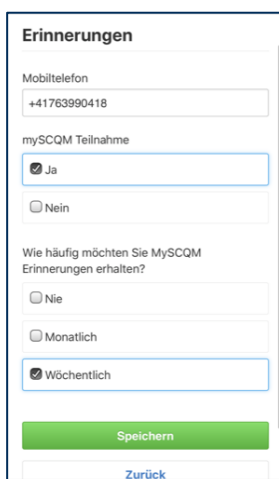 Erinnerungen
Mobiltelefon
+41763990418
mySCQM Teilnahme
Ja
Nein
Wie häufig möchten Sie MySCQM
Erinnerungen erhalten?
Nie
Monatlich
Wöchentlich
Speichern
Zurück